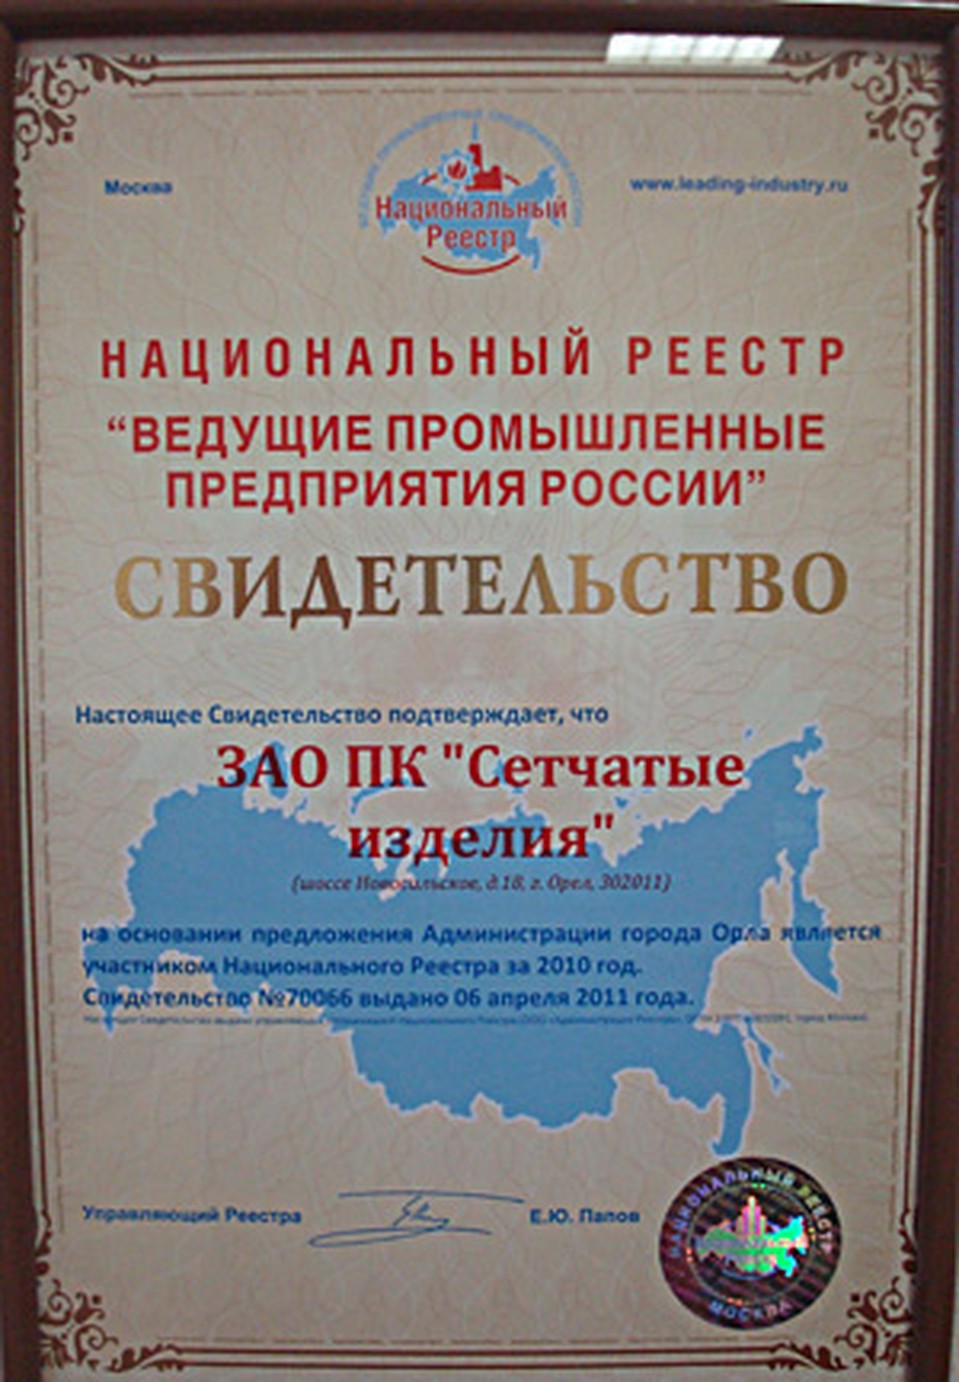 Москва
www.leading-industry.ru
Национальный
Реестр
НАЦИОНАЛЬНЫЙ РЕЕСТР
“ВЕДУЩИЕ ПРОМЫШЛЕННЫЕ
ПРЕДПРИЯТИЯ РОССИИ”
СВИДЕТЕЛЬСТВО
Настоящее Свидетельство подтверждает, что
ЗАО ПК "Сетчатые
изделия"
(шоссе Новосильское, д.18, г. Орел, 302011)
на основании предложения Администрации города Орла является
участником Национального Реестра за 2010 год.
Свидетельство №70066 выдано 06 апреля 2011 года.
Управляющий Реестра
Е.Ю. Папов
НАЦИОНАЛЬНЫЙ РЕЕСТР
МОСКВА